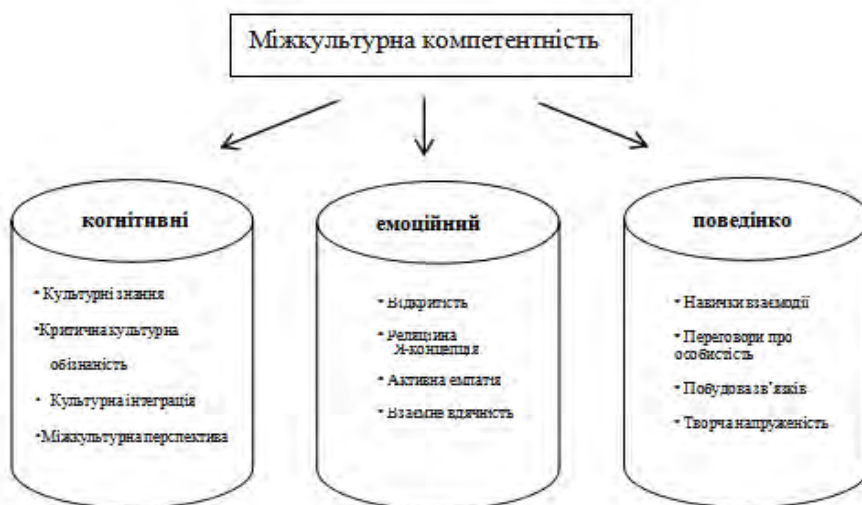 Міжкультурна компетентність
когнитивні
• Культурні знання
•Критична культурна
обізнаність
• Культурна інтеграція
•Міжкультурна перспектива
емоційний
• Відкритість
• Реляційна
Я-концепція
• Активна емпатія
• Взаємне вдячність
поведінко
• Навички взаємодії
• Переговори про
особистість
• Побудова зв'язків
• Творча напруженість